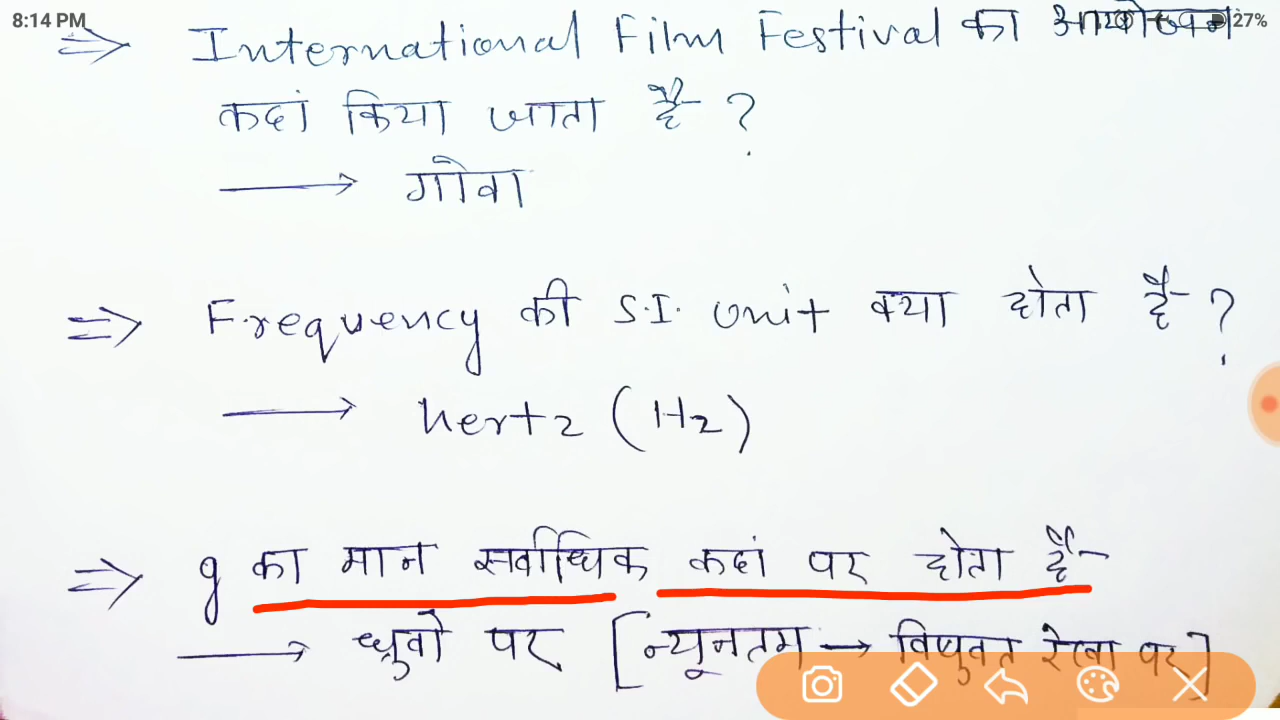 8:14 PM 27%
=> International Film Festival का आयोजन
कहां किया जाता है ?
→ गोवा
=> Frequency की S.I. unit क्या होता है ?
→ hertz (Hz)
=> g का मान सर्वाधिक कहां पर होता है-
→ ध्रुवो पर [न्यूनतम → विषुवत रेखा पर]